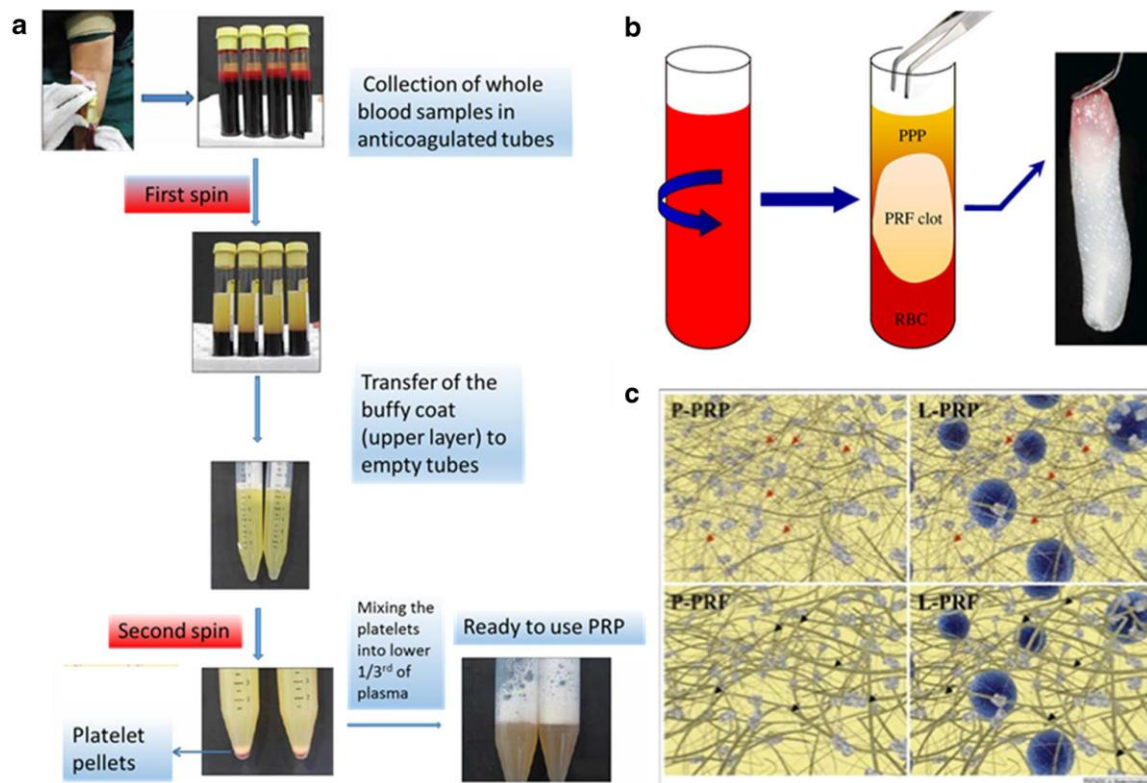 a
Collection of whole
blood samples in
anticoagulated tubes
First spin
Transfer of the
buffy coat
(upper layer) to
empty tubes
Second spin
Mixing the
platelets
into lower
1/3rd of
plasma
Ready to use PRP
Platelet
pellets
b
PPP
PRF clot
RBC
c
P-PRP
L-PRP
P-PRF
L-PRF